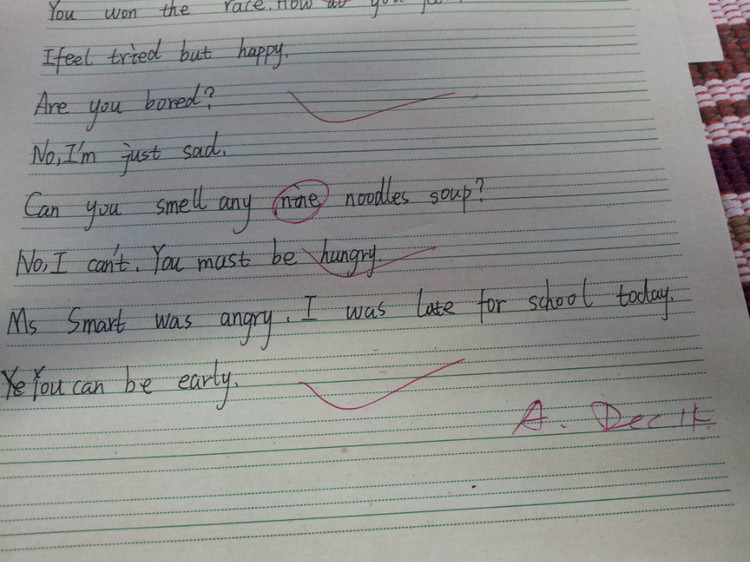 You won the race. How do you
I feel tried but happy.
Are you bored?
No, I'm just sad.
Can you smell any nine noodles soup?
No, I can't. You must be hungry.
Ms Smart was angry. I was late for school today.
Ye You can be early.
A. Dec